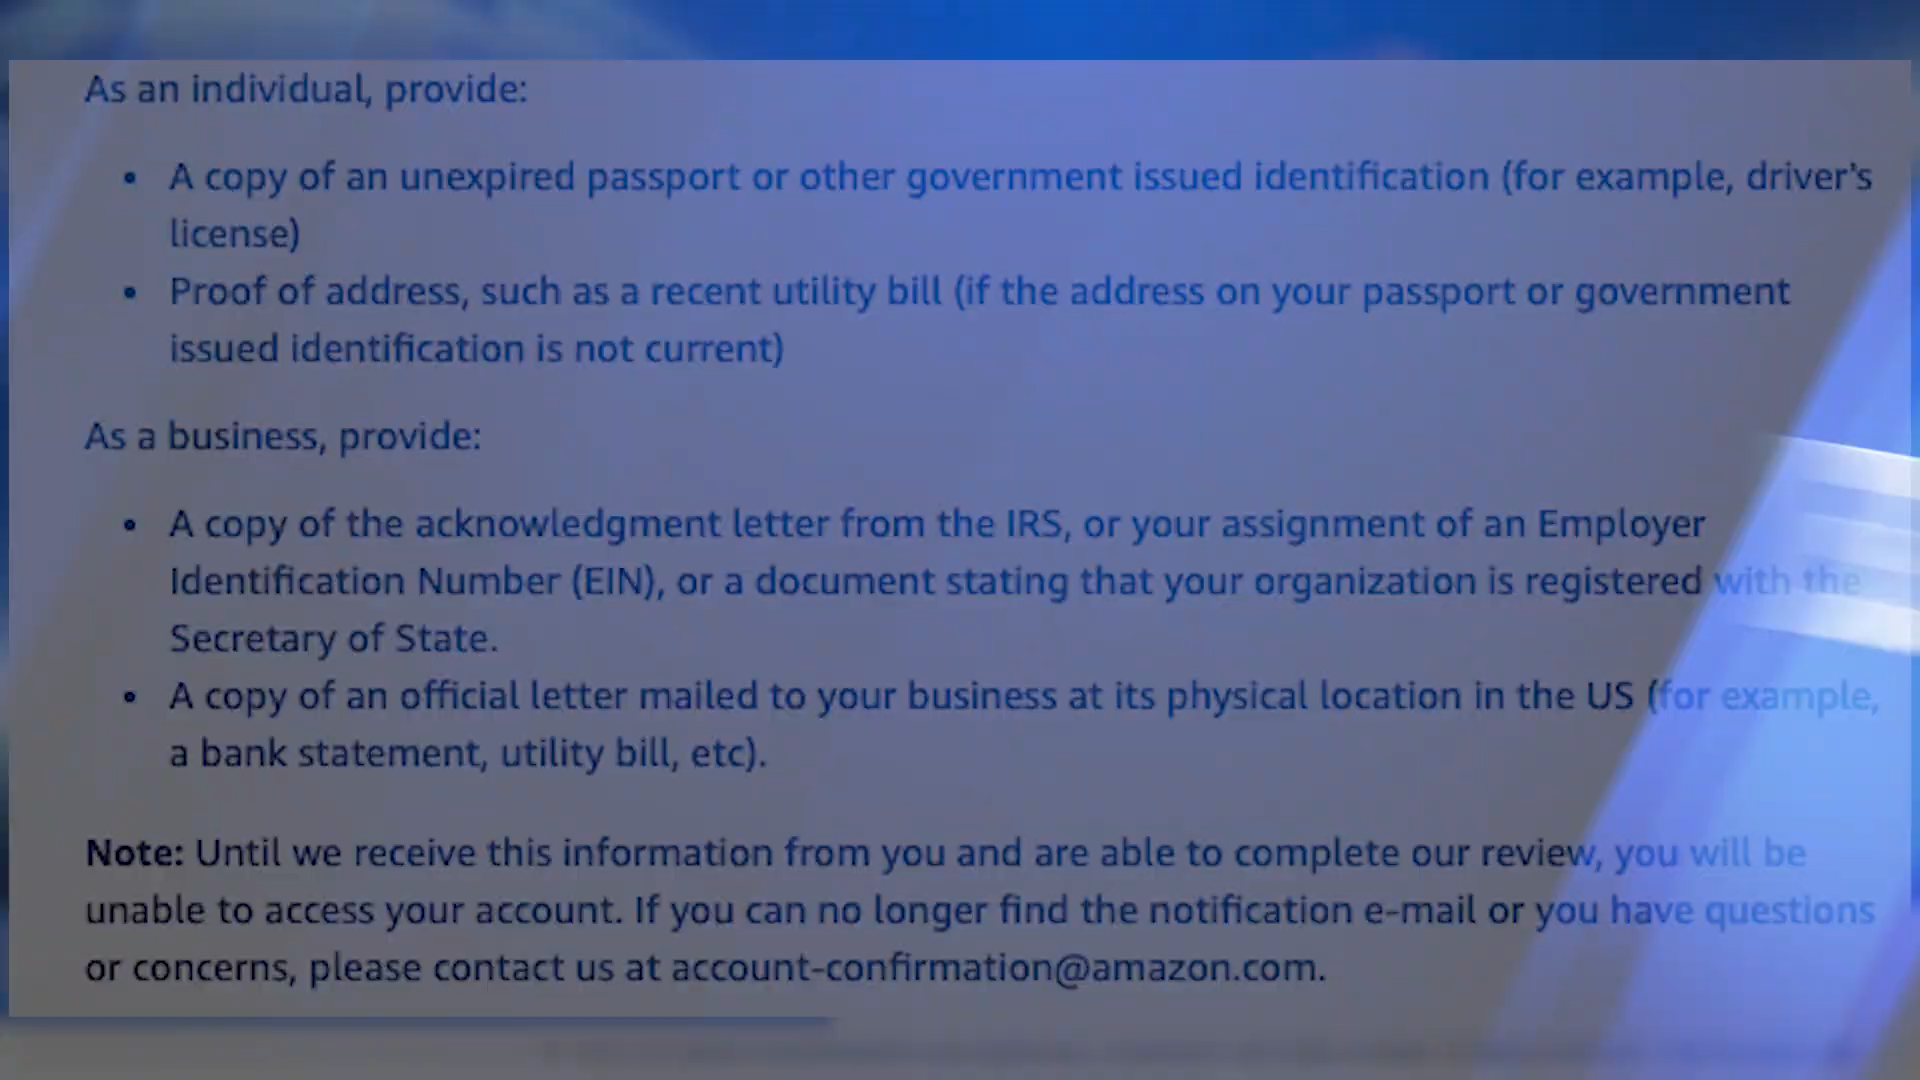 As an individual, provide:
• A copy of an unexpired passport or other government issued identification (for example, driver's
license)
• Proof of address, such as a recent utility bill (if the address on your passport or government
issued identification is not current)
As a business, provide:
• A copy of the acknowledgment letter from the IRS, or your assignment of an Employer
Identification Number (EIN), or a document stating that your organization is registered with the
Secretary of State.
• A copy of an official letter mailed to your business at its physical location in the US (for example,
a bank statement, utility bill, etc).
Note: Until we receive this information from you and are able to complete our review, you will be
unable to access your account. If you can no longer find the notification e-mail or you have questions
or concerns, please contact us at account-confirmation@amazon.com.